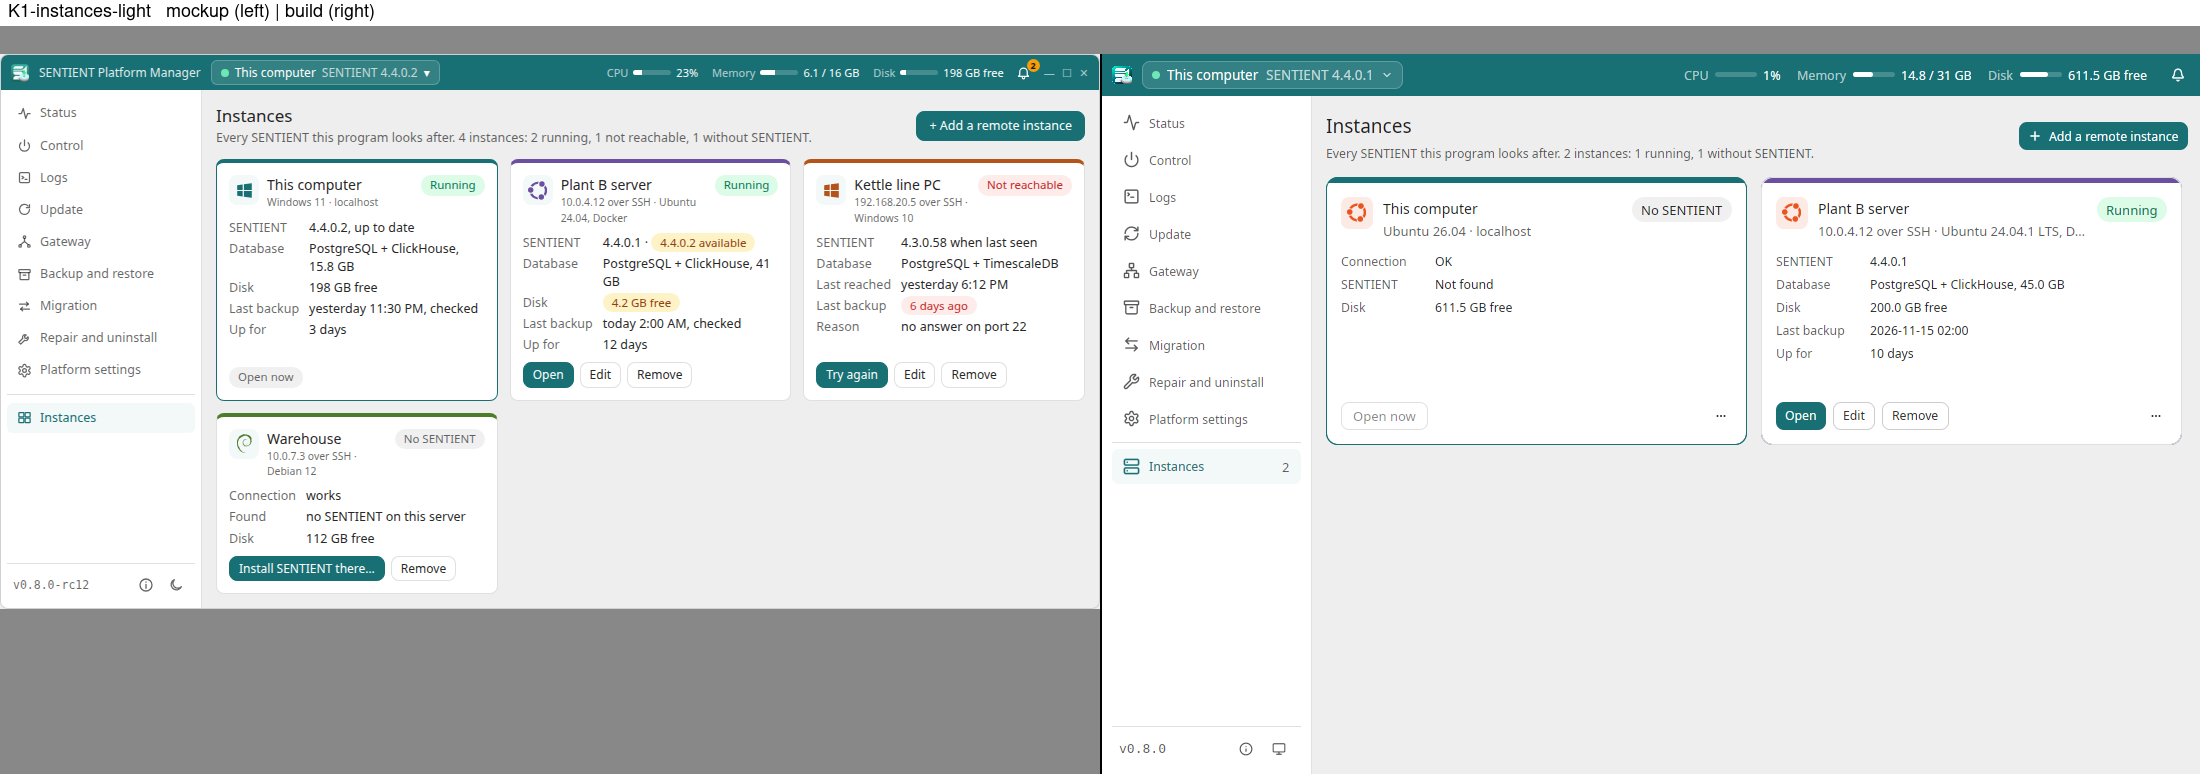 K1-instances-light mockup (left) | build (right)
SENTIENT Platform Manager
This computer SENTIENT 4.4.0.2 ▾
CPU 23% Memory 6.1 / 16 GB Disk 198 GB free 2
Status
Control
Logs
Update
Gateway
Backup and restore
Migration
Repair and uninstall
Platform settings
Instances
v0.8.0-rc12
Instances
Every SENTIENT this program looks after. 4 instances: 2 running, 1 not reachable, 1 without SENTIENT.
+ Add a remote instance
This computer Running
Windows 11 · localhost
SENTIENT 4.4.0.2, up to date
Database PostgreSQL + ClickHouse,
15.8 GB
Disk 198 GB free
Last backup yesterday 11:30 PM, checked
Up for 3 days
Open now
Plant B server Running
10.0.4.12 over SSH · Ubuntu
24.04, Docker
SENTIENT 4.4.0.1 · 4.4.0.2 available
Database PostgreSQL + ClickHouse, 41
GB
Disk 4.2 GB free
Last backup today 2:00 AM, checked
Up for 12 days
Open Edit Remove
Kettle line PC Not reachable
192.168.20.5 over SSH ·
Windows 10
SENTIENT 4.3.0.58 when last seen
Database PostgreSQL + TimescaleDB
Last reached yesterday 6:12 PM
Last backup 6 days ago
Reason no answer on port 22
Try again Edit Remove
Warehouse No SENTIENT
10.0.7.3 over SSH ·
Debian 12
Connection works
Found no SENTIENT on this server
Disk 112 GB free
Install SENTIENT there... Remove
This computer SENTIENT 4.4.0.1
CPU 1% Memory 14.8 / 31 GB Disk 611.5 GB free
Status
Control
Logs
Update
Gateway
Backup and restore
Migration
Repair and uninstall
Platform settings
Instances 2
v0.8.0
Instances
Every SENTIENT this program looks after. 2 instances: 1 running, 1 without SENTIENT.
+ Add a remote instance
This computer No SENTIENT
Ubuntu 26.04 · localhost
Connection OK
SENTIENT Not found
Disk 611.5 GB free
Open now ...
Plant B server Running
10.0.4.12 over SSH · Ubuntu 24.04.1 LTS, D...
SENTIENT 4.4.0.1
Database PostgreSQL + ClickHouse, 45.0 GB
Disk 200.0 GB free
Last backup 2026-11-15 02:00
Up for 10 days
Open Edit Remove ...